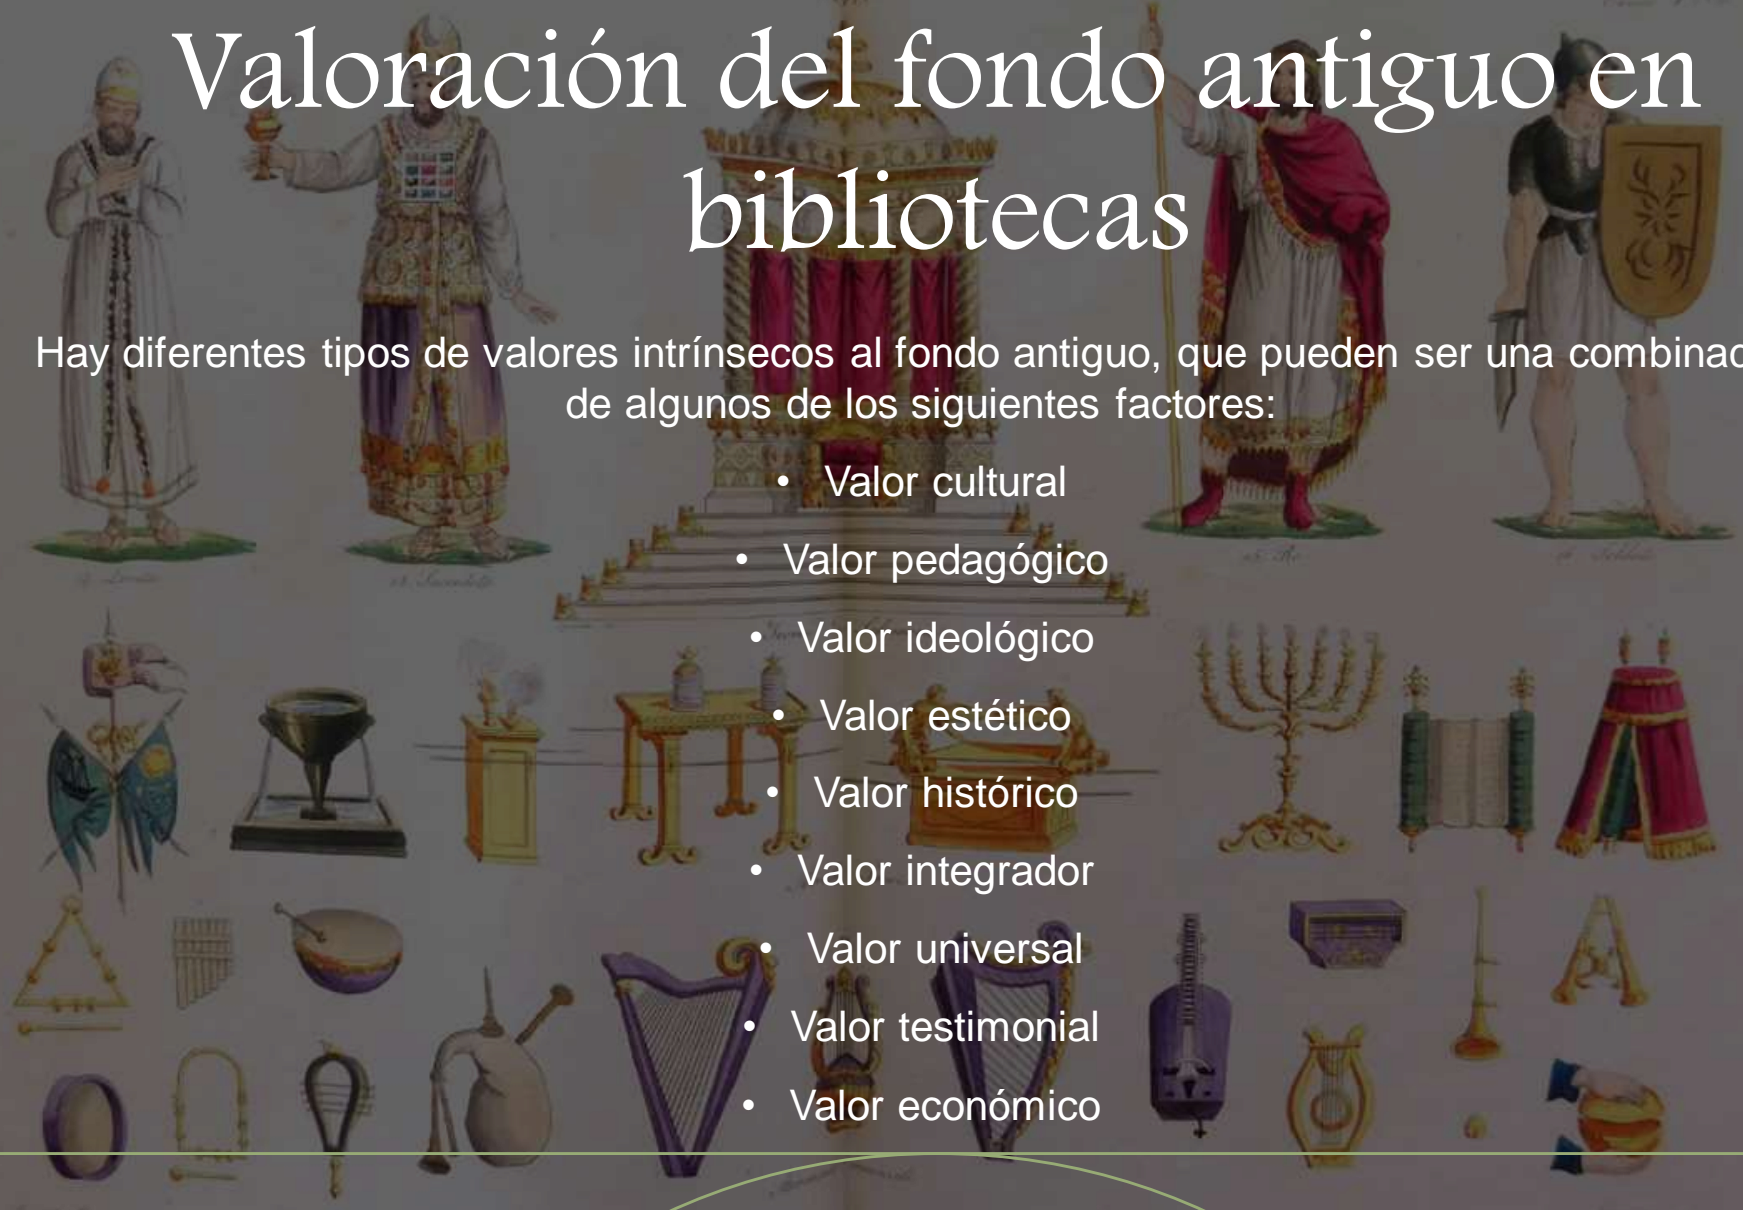 Valoración del fondo antiguo en
bibliotecas
Hay diferentes tipos de valores intrínsecos al fondo antiguo, que pueden ser una
de algunos de los siguientes factores:
• Valor cultural
• Valor pedagógico
• Valor ideológico
• Valor estético
• Valor histórico
• Valor integrador
• Valor universal
• Valor testimonial
• Valor económico